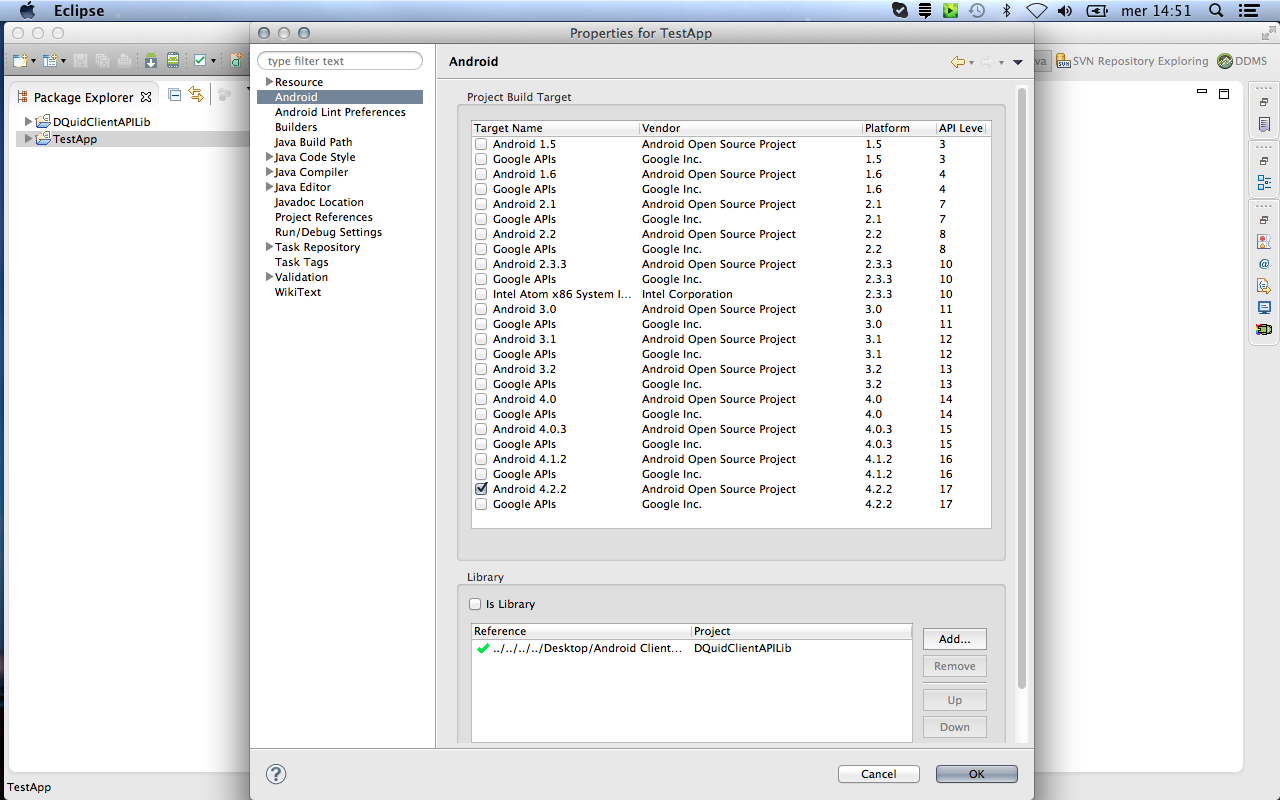 Eclipse
mer 14:51
Properties for TestApp
va
SVN Repository Exploring
DDMS
Package Explorer
DQuidClientAPILib
TestApp
type filter text
Resource
Android
Android Lint Preferences
Builders
Java Build Path
Java Code Style
Java Compiler
Java Editor
Javadoc Location
Project References
Run/Debug Settings
Task Repository
Task Tags
Validation
WikiText
Android
Project Build Target
Target Name Vendor Platform API Leve
Android 1.5 Android Open Source Project 1.5 3
Google APIs Google Inc. 1.5 3
Android 1.6 Android Open Source Project 1.6 4
Google APIs Google Inc. 1.6 4
Android 2.1 Android Open Source Project 2.1 7
Google APIs Google Inc. 2.1 7
Android 2.2 Android Open Source Project 2.2 8
Google APIs Google Inc. 2.2 8
Android 2.3.3 Android Open Source Project 2.3.3 10
Google APIs Google Inc. 2.3.3 10
Intel Atom x86 System I... Intel Corporation 2.3.3 10
Android 3.0 Android Open Source Project 3.0 11
Google APIs Google Inc. 3.0 11
Android 3.1 Android Open Source Project 3.1 12
Google APIs Google Inc. 3.1 12
Android 3.2 Android Open Source Project 3.2 13
Google APIs Google Inc. 3.2 13
Android 4.0 Android Open Source Project 4.0 14
Google APIs Google Inc. 4.0 14
Android 4.0.3 Android Open Source Project 4.0.3 15
Google APIs Google Inc. 4.0.3 15
Android 4.1.2 Android Open Source Project 4.1.2 16
Google APIs Google Inc. 4.1.2 16
Android 4.2.2 Android Open Source Project 4.2.2 17
Google APIs Google Inc. 4.2.2 17
Library
Is Library
Reference Project
../../../../Desktop/Android Client... DQuidClientAPILib
Add...
Remove
Up
Down
? Cancel OK
TestApp